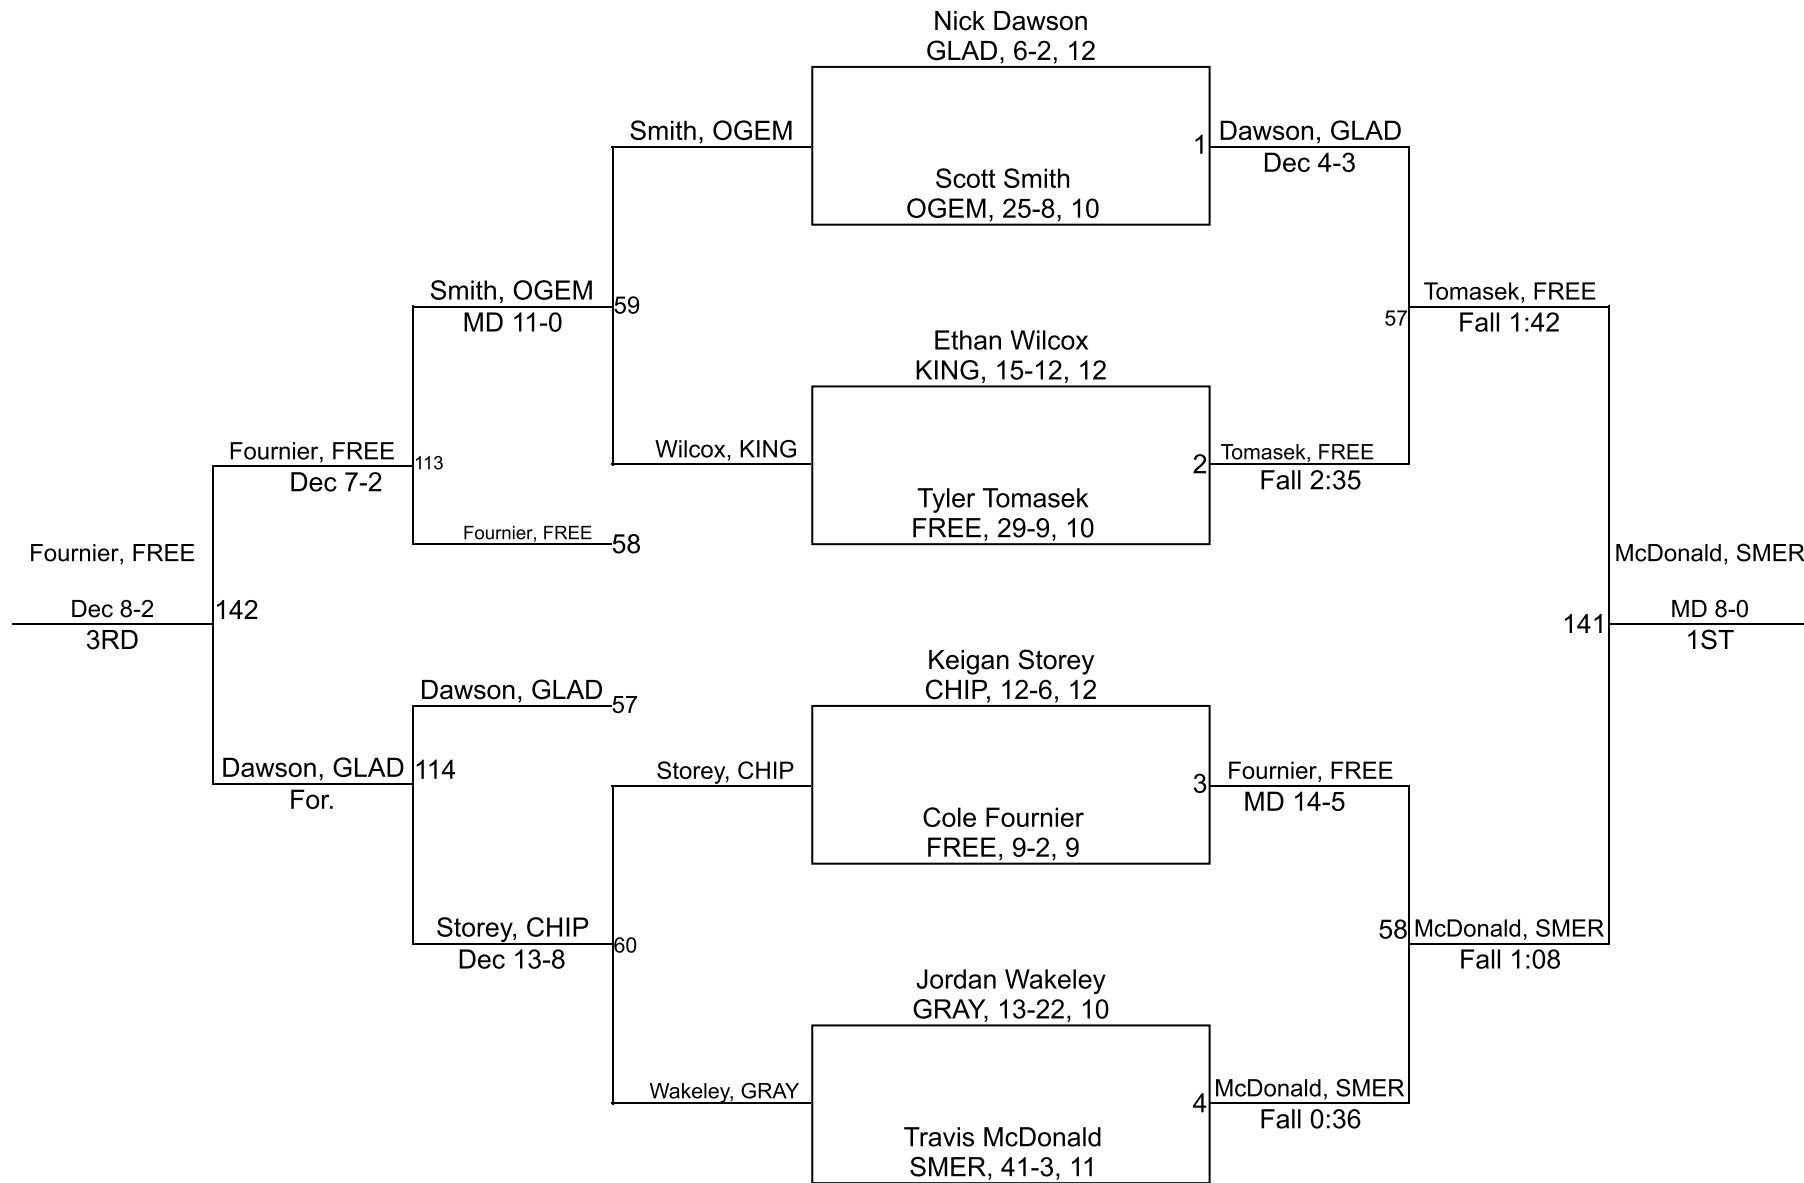 Nick Dawson
GLAD, 6-2, 12
Smith, OGEM
1
Dawson, GLAD
Dec 4-3
Scott Smith
OGEM, 25-8, 10
Smith, OGEM
MD 11-0
59
Tomasek, FREE
Fall 1:42
57
Ethan Wilcox
KING, 15-12, 12
Wilcox, KING
2
Tomasek, FREE
Fall 2:35
Fournier, FREE
Dec 7-2
113
Tyler Tomasek
FREE, 29-9, 10
Fournier, FREE
58
Fournier, FREE
Dec 8-2
3RD
142
McDonald, SMER
MD 8-0
1ST
141
Keigan Storey
CHIP, 12-6, 12
Dawson, GLAD
57
Dawson, GLAD
For.
114
Storey, CHIP
3
Fournier, FREE
MD 14-5
Cole Fournier
FREE, 9-2, 9
Storey, CHIP
Dec 13-8
60
58
McDonald, SMER
Fall 1:08
Jordan Wakeley
GRAY, 13-22, 10
Wakeley, GRAY
4
McDonald, SMER
Fall 0:36
Travis McDonald
SMER, 41-3, 11